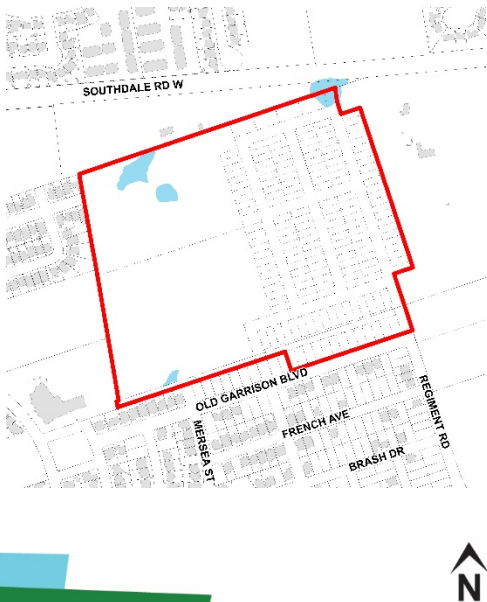 SOUTHDALE RD W
OLD GARRISON BLVD
MERSEA ST
FRENCH AVE
REGIMENT RD
BRASH DR
N